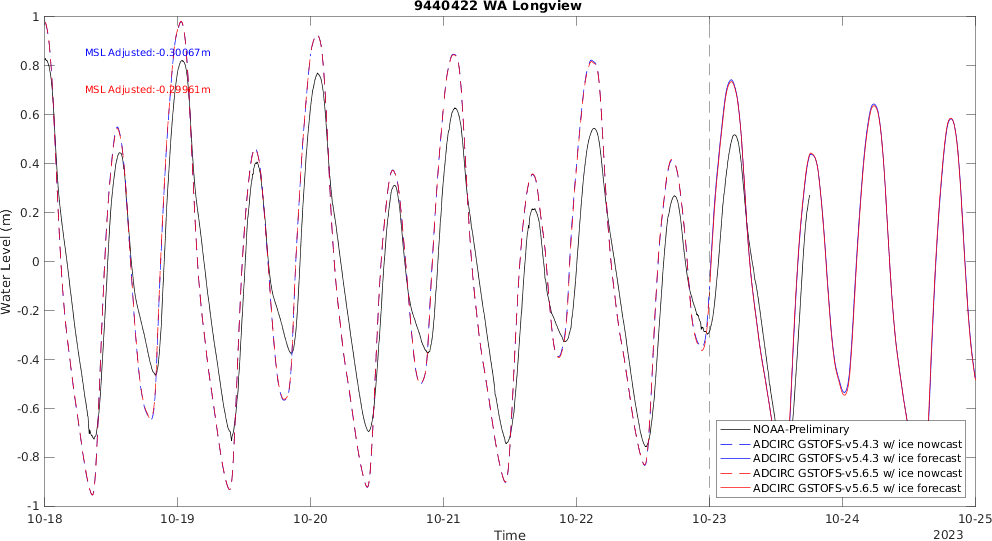 9440422 WA Longview
MSL Adjusted:-0.30067m
MSL Adjusted:-0.29961m
Water Level (m)
1
0.8
0.6
0.4
0.2
0
-0.2
-0.4
-0.6
-0.8
-1
NOAA-Preliminary
ADCIRC GSTOFS-v5.4.3 w/ ice nowcast
ADCIRC GSTOFS-v5.4.3 w/ ice forecast
ADCIRC GSTOFS-v5.6.5 w/ ice nowcast
ADCIRC GSTOFS-v5.6.5 w/ ice forecast
10-18 10-19 10-20 10-21 10-22 10-23 10-24 10-25
Time
2023